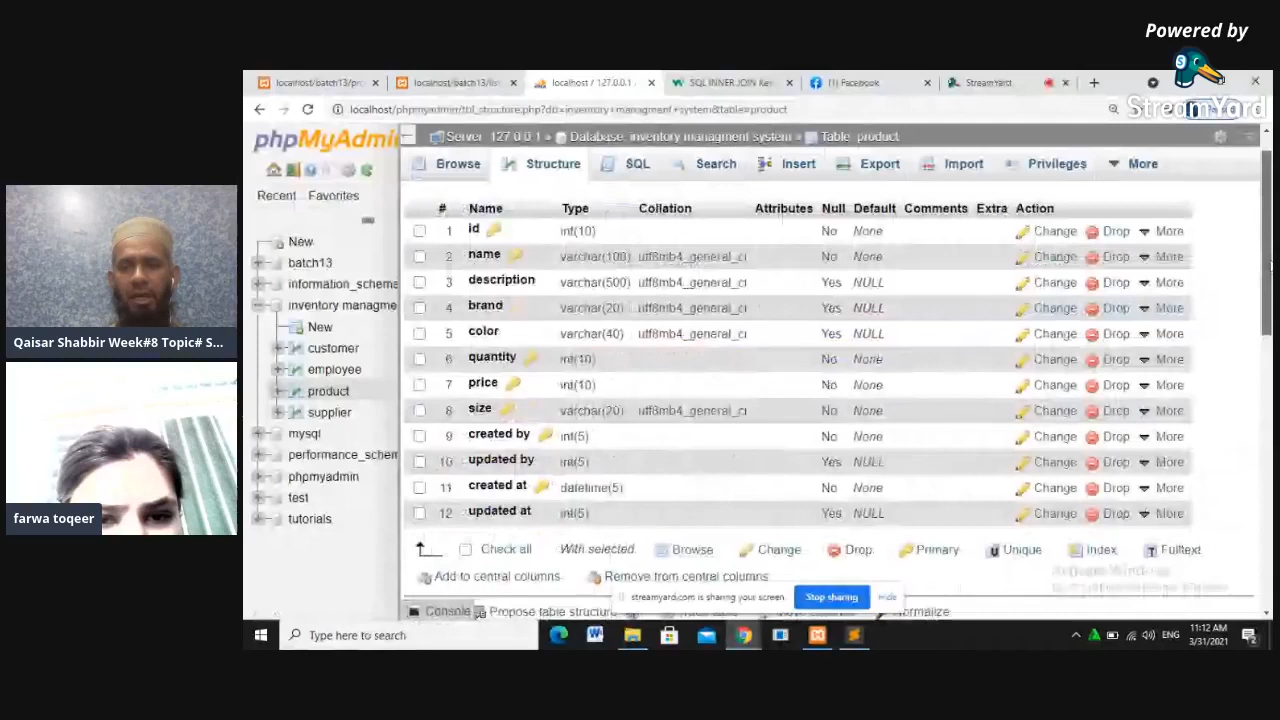 Powered by
StreamYard
localhost/batch13/pro
localhost/batch13/lis
localhost / 127.0.0.1
SQL INNER JOIN Key
(1) Facebook
StreamYard
localhost/phpmyadmin/tbl_structure.php?db=inventory+managment+system&table=product
phpMyAdmin
Server 127.0.0.1 » Database inventory managment system » Table product
Browse Structure SQL Search Insert Export Import Privileges More
Recent Favorites
New
batch13
information_schema
inventory managme
New
customer
employee
product
supplier
mysql
performance_schem
phpmyadmin
test
tutorials
# Name Type Collation Attributes Null Default Comments Extra Action
1 id int(10) No None Change Drop More
2 name varchar(100) utf8mb4_general_ci No None Change Drop More
3 description varchar(500) utf8mb4_general_ci Yes NULL Change Drop More
4 brand varchar(20) utf8mb4_general_ci Yes NULL Change Drop More
5 color varchar(40) utf8mb4_general_ci Yes NULL Change Drop More
6 quantity int(10) No None Change Drop More
7 price int(10) No None Change Drop More
8 size varchar(20) utf8mb4_general_ci No None Change Drop More
9 created by int(5) No None Change Drop More
10 updated by int(5) Yes NULL Change Drop More
11 created at datetime(5) No None Change Drop More
12 updated at int(5) Yes NULL Change Drop More
Check all With selected Browse Change Drop Primary Unique Index Fulltext
Add to central columns Remove from central columns
streamyard.com is sharing your screen. Stop sharing Hide
Console Propose table structure Normalize
Type here to search
ENG
11:12 AM
3/31/2021
Qaisar Shabbir Week#8 Topic# S...
farwa toqeer